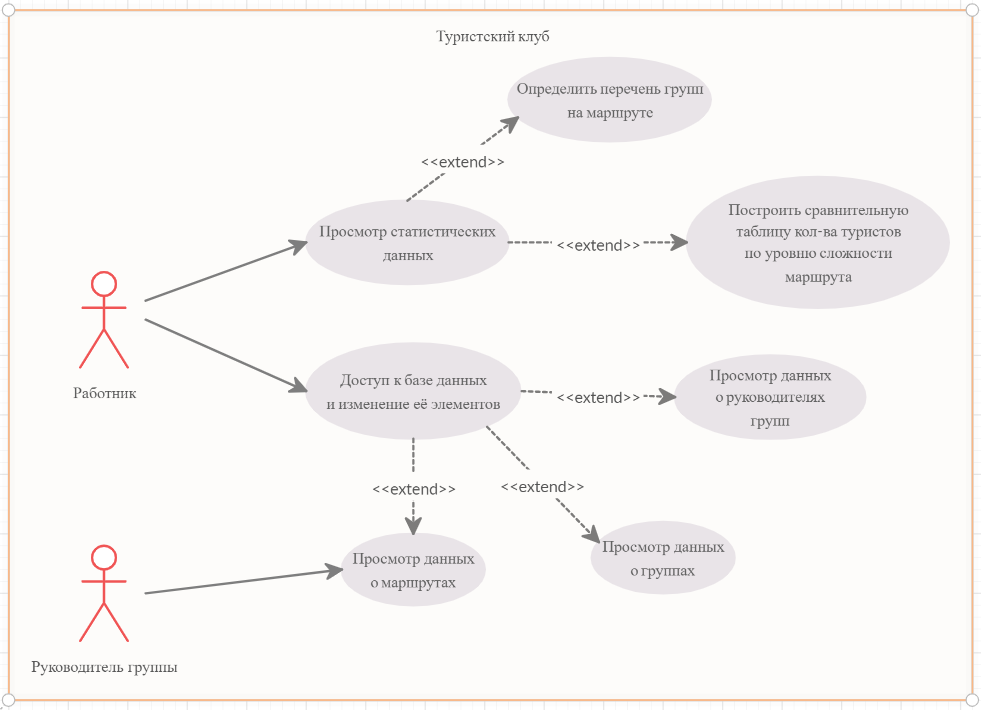 Туристский клуб
Определить перечень групп
на маршруте
<<extend>>
Просмотр статистических
данных
<<extend>>
Построить сравнительную
таблицу кол-ва туристов
по уровню сложности
маршрута
Работник
Доступ к базе данных
и изменение её элементов
<<extend>>
Просмотр данных
о руководителях
групп
<<extend>>
<<extend>>
Просмотр данных
о маршрутах
Просмотр данных
о группах
Руководитель группы